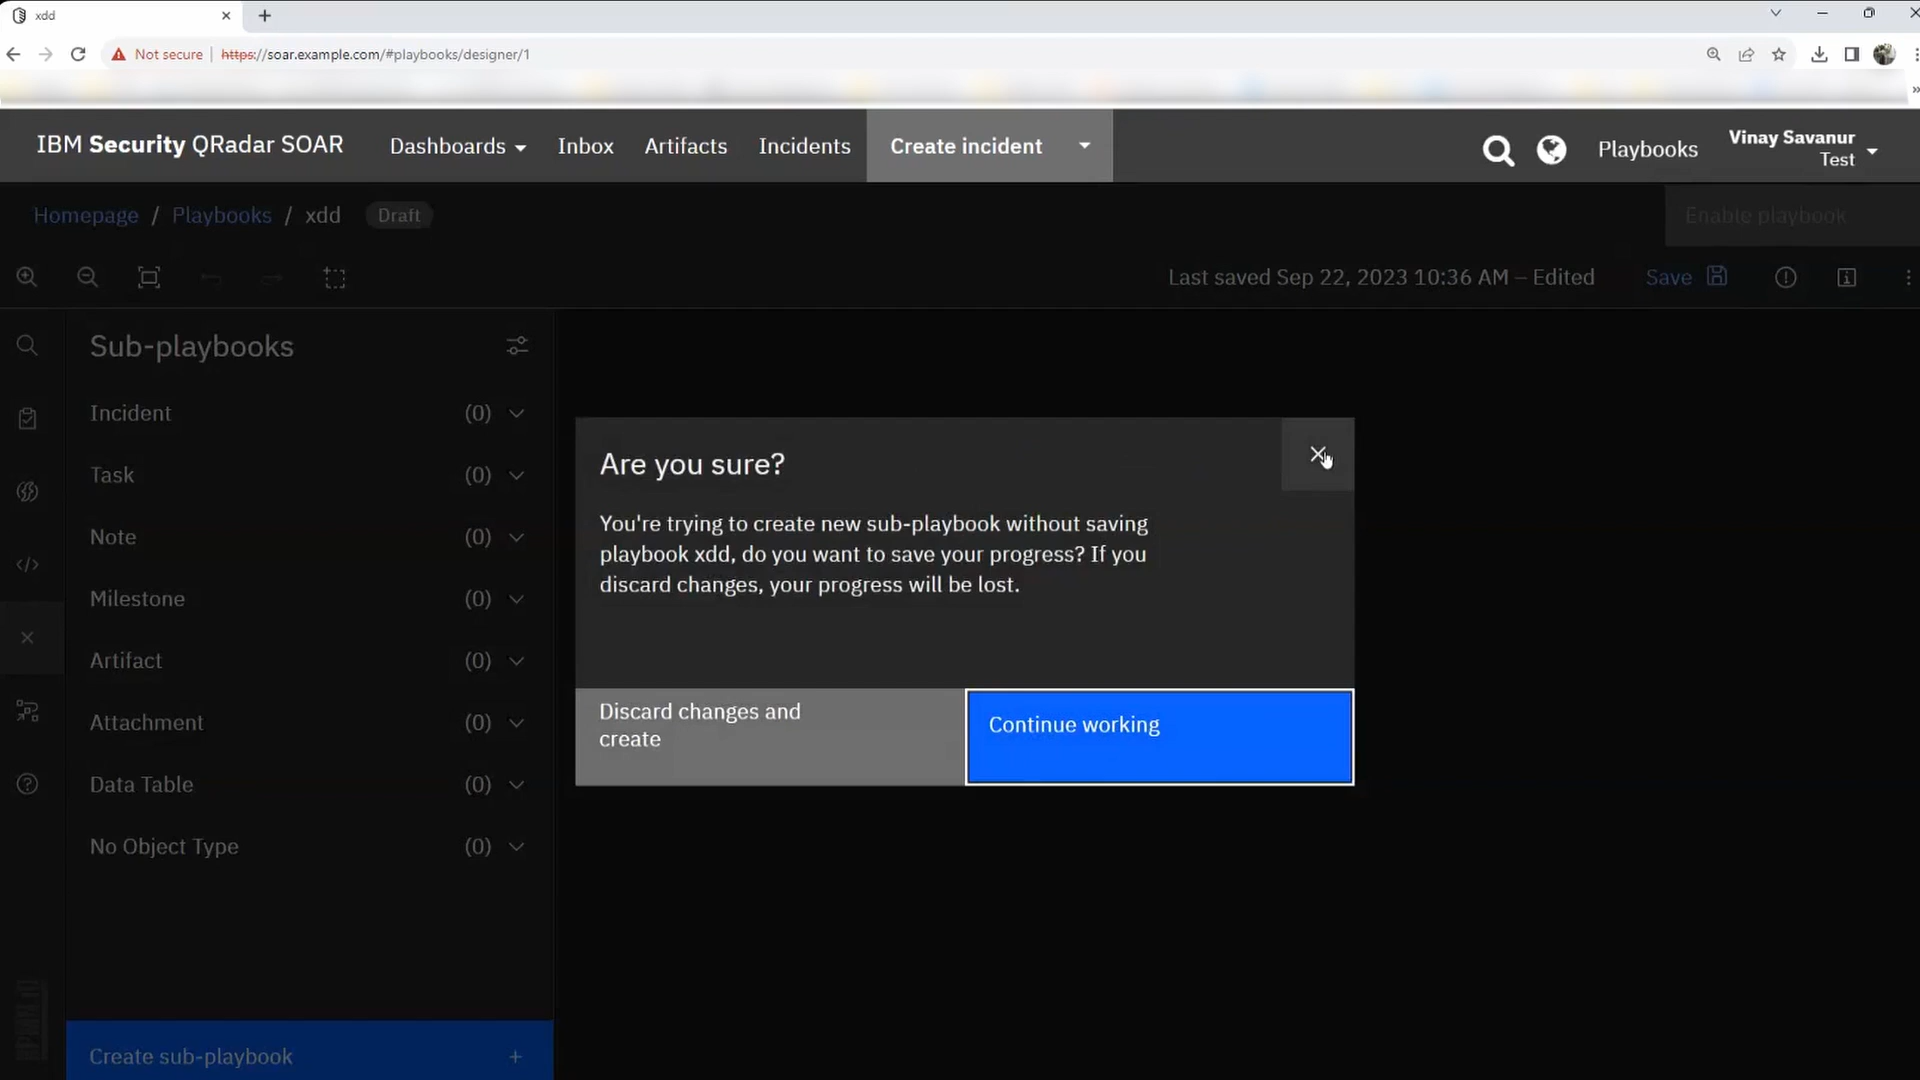 xdd
Not secure
https://soar.example.com/#playbooks/designer/1
IBM Security QRadar SOAR
Dashboards
Inbox
Artifacts
Incidents
Create incident
Playbooks
Vinay Savanur
Test
Homepage / Playbooks / xdd
Draft
Enable playbook
Last saved Sep 22, 2023 10:36 AM – Edited
Save
Sub-playbooks
Incident (0)
Task (0)
Note (0)
Milestone (0)
Artifact (0)
Attachment (0)
Data Table (0)
No Object Type (0)
Create sub-playbook +
Are you sure?
You're trying to create new sub-playbook without saving
playbook xdd, do you want to save your progress? If you
discard changes, your progress will be lost.
Discard changes and
create
Continue working